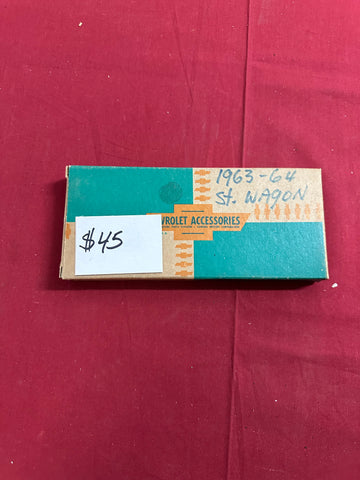 1963-64
St. WAgON
VROLET ACCESSORIES
$45